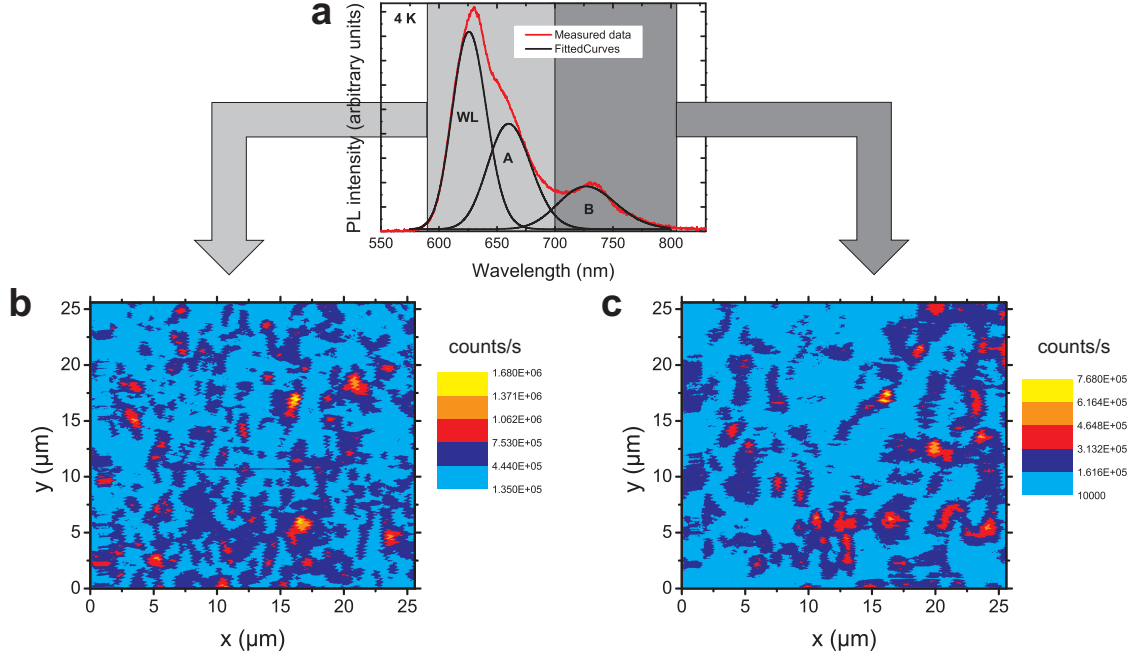 a
4 K
Measured data
FittedCurves
WL
A
B
PL intensity (arbitrary units)
550 600 650 700 750 800
Wavelength (nm)
b
25
20
15
10
5
0
y (µm)
0 5 10 15 20 25
x (µm)
counts/s
1.680E+06
1.371E+06
1.062E+06
7.530E+05
4.440E+05
1.350E+05
c
25
20
15
10
5
0
y (µm)
0 5 10 15 20 25
x (µm)
counts/s
7.680E+05
6.164E+05
4.648E+05
3.132E+05
1.616E+05
10000